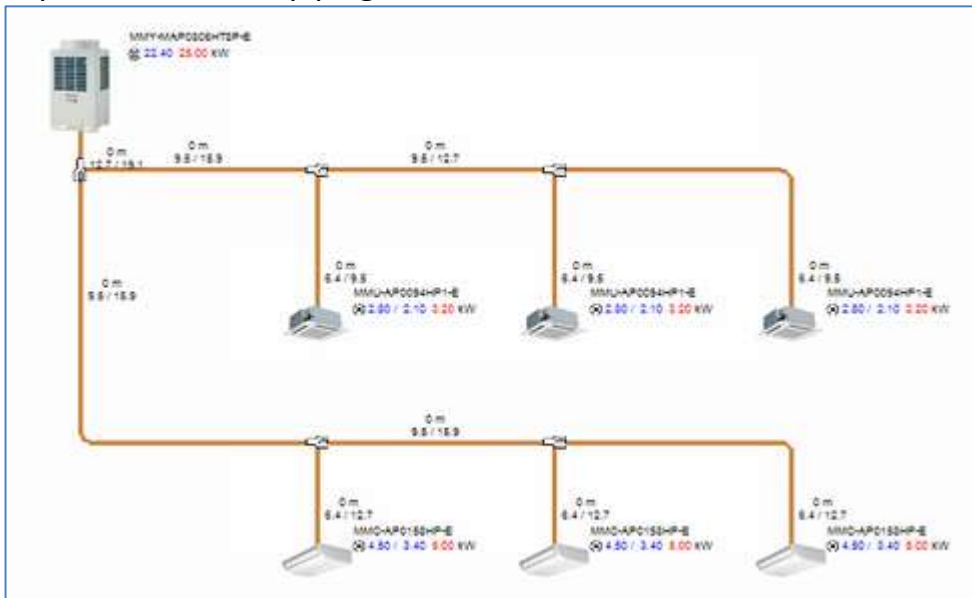 22.40 25.00 kW
0 m
12.7 / 19.1
0 m
9.5 / 15.9
0 m
9.5 / 12.7
0 m
9.5 / 15.9
0 m
6.4 / 9.5
MMU-AP0094HP1-E
2.80 / 2.10 3.20 kW
0 m
6.4 / 9.5
MMU-AP0094HP1-E
2.80 / 2.10 3.20 kW
0 m
6.4 / 9.5
MMU-AP0094HP1-E
2.80 / 2.10 3.20 kW
0 m
9.5 / 15.9
0 m
6.4 / 12.7
MMC-AP0158HP-E
4.50 / 3.40 5.00 kW
0 m
6.4 / 12.7
MMC-AP0158HP-E
4.50 / 3.40 5.00 kW
0 m
6.4 / 12.7
MMC-AP0158HP-E
4.50 / 3.40 5.00 kW